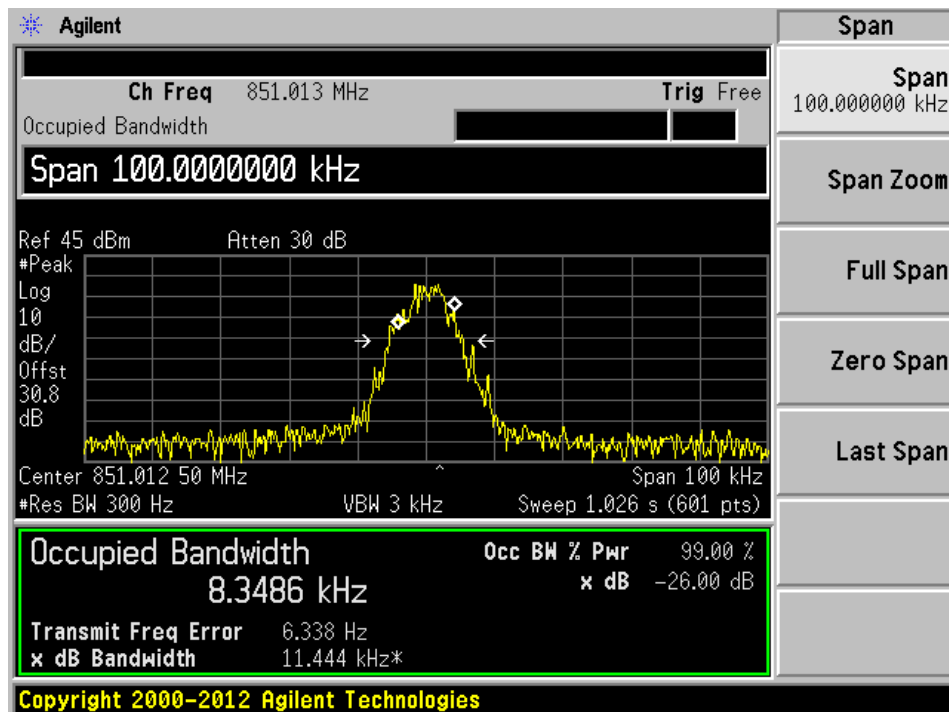 Agilent
Span
Ch Freq 851.013 MHz Trig Free
Occupied Bandwidth
Span 100.0000000 kHz
Ref 45 dBm Atten 30 dB
#Peak
Log
10
dB/
Offst
30.8
dB
Center 851.012 50 MHz Span 100 kHz
#Res BW 300 Hz VBW 3 kHz Sweep 1.026 s (601 pts)
Occupied Bandwidth
8.3486 kHz
Occ BW % Pwr 99.00 %
x dB -26.00 dB
Transmit Freq Error 6.338 Hz
x dB Bandwidth 11.444 kHz*
Copyright 2000-2012 Agilent Technologies
Span
100.000000 kHz
Span Zoom
Full Span
Zero Span
Last Span